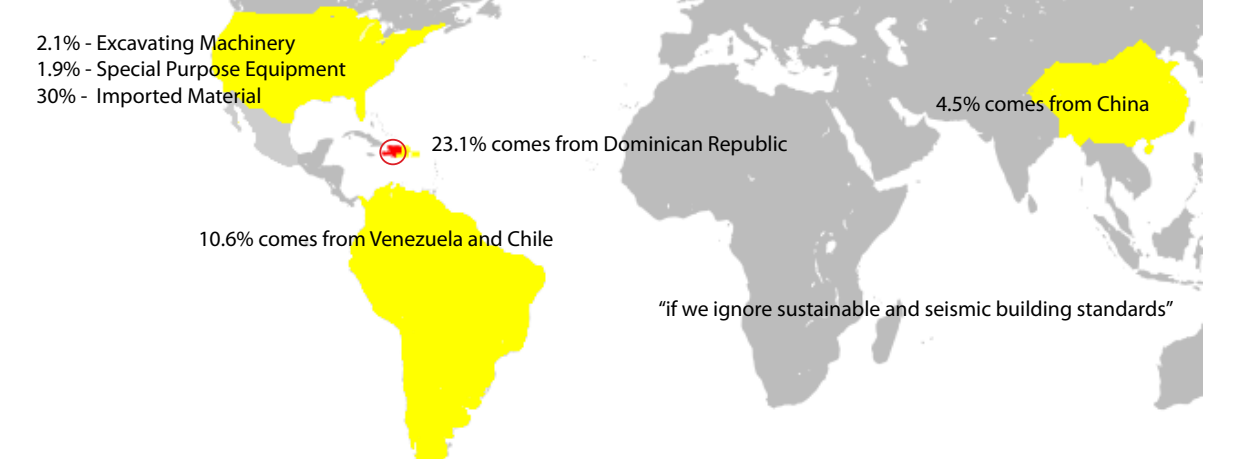 2.1% - Excavating Machinery
1.9% - Special Purpose Equipment
30% - Imported Material
4.5% comes from China
23.1% comes from Dominican Republic
10.6% comes from Venezuela and Chile
“if we ignore sustainable and seismic building standards”